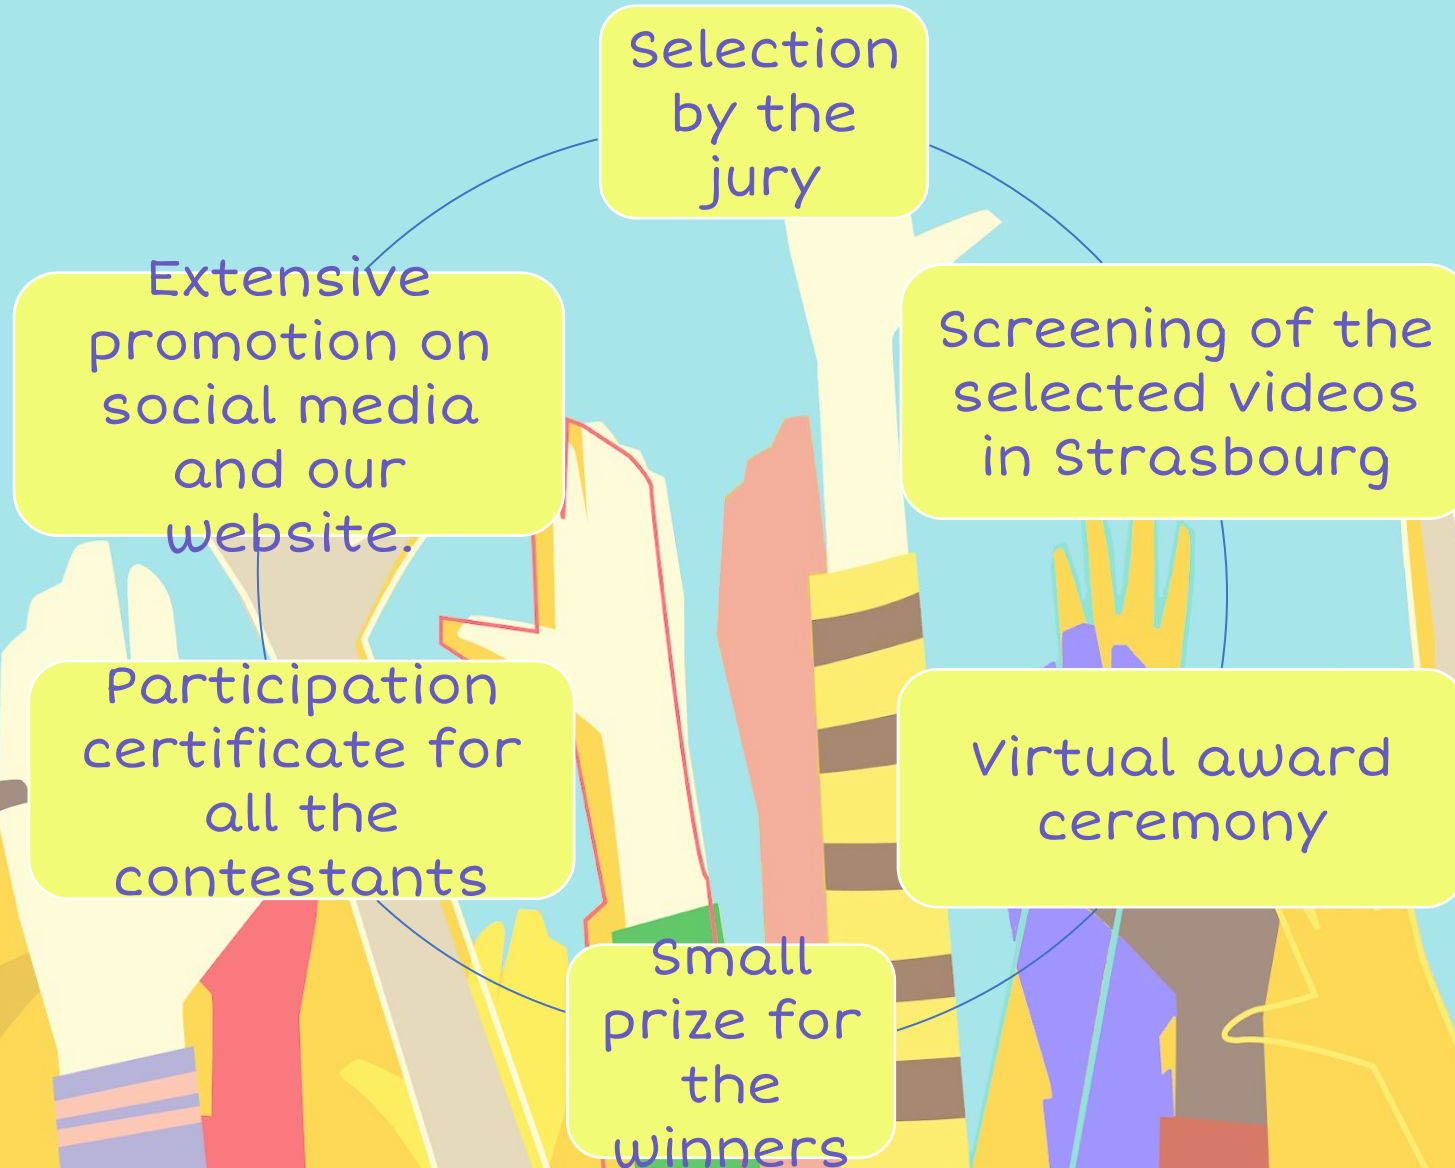 Selection
by the
jury
Screening of the
selected videos
in Strasbourg
Virtual award
ceremony
Small
prize for
the
winners
Participation
certificate for
all the
contestants
Extensive
promotion on
social media
and our
website.